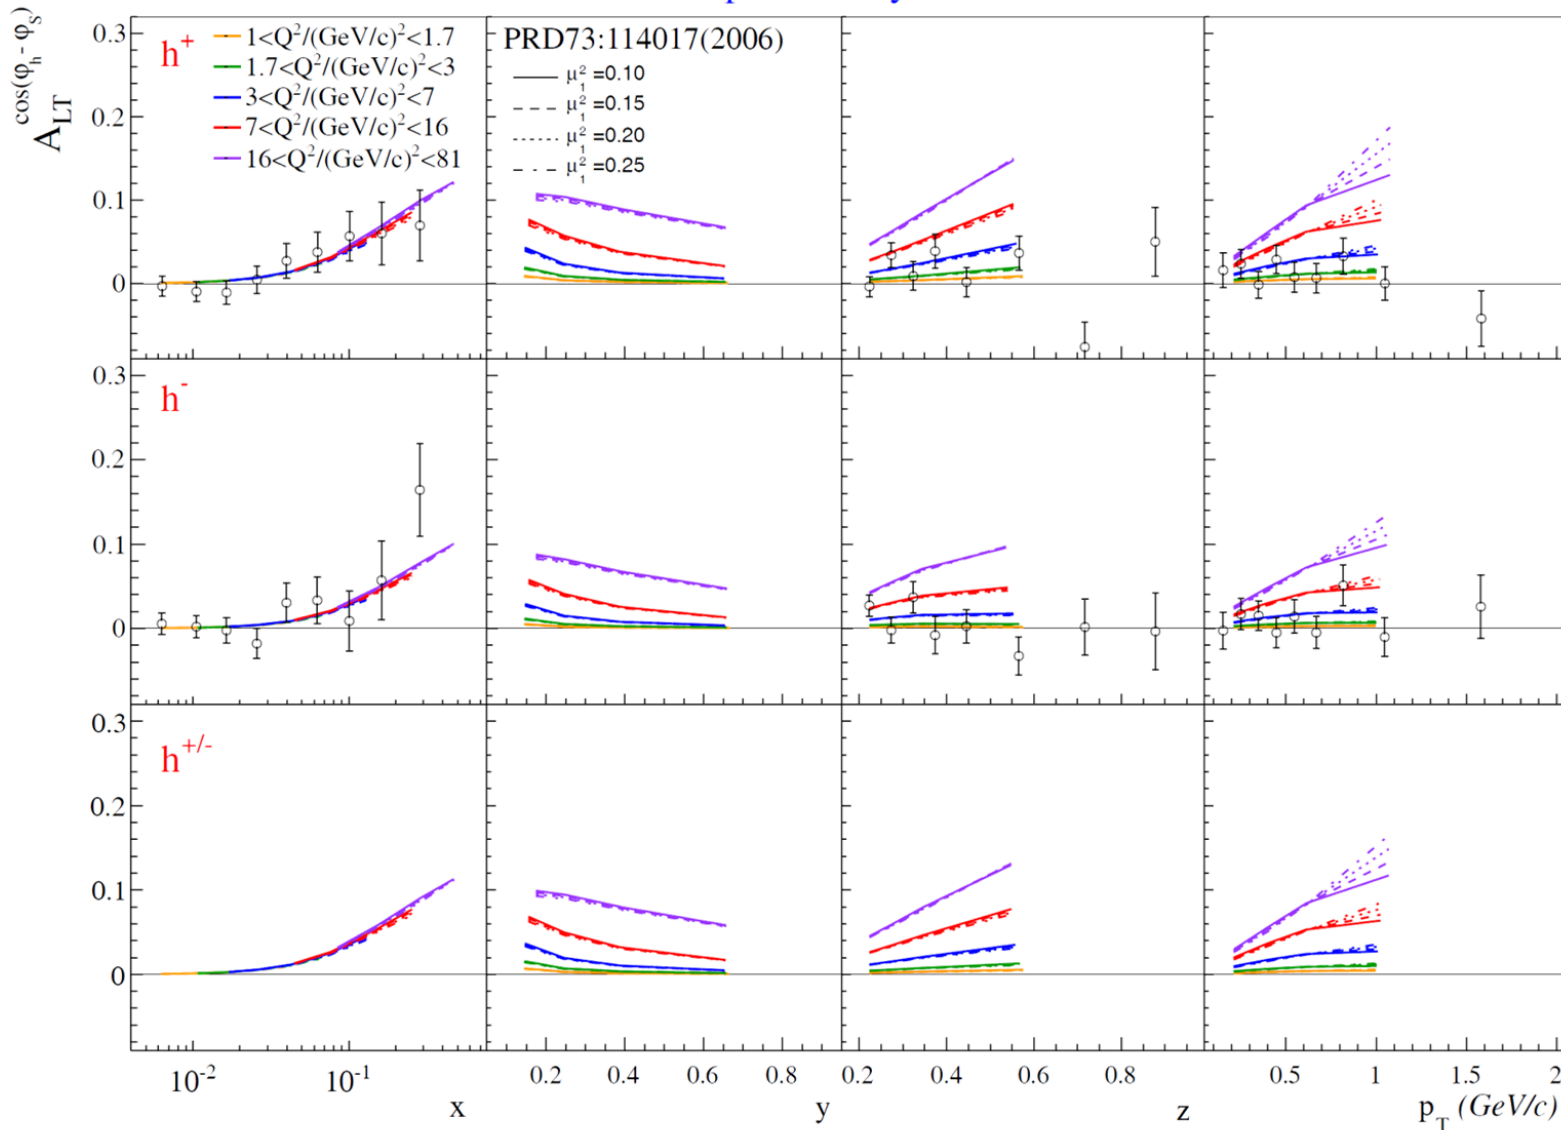 A_LT^cos(φ_h - φ_S)
h⁺
1<Q²/(GeV/c)²<1.7
1.7<Q²/(GeV/c)²<3
3<Q²/(GeV/c)²<7
7<Q²/(GeV/c)²<16
16<Q²/(GeV/c)²<81
PRD73:114017(2006)
μ₁²=0.10
μ₁²=0.15
μ₁²=0.20
μ₁²=0.25
0.3
0.2
0.1
0
h⁻
0.3
0.2
0.1
0
h⁺/⁻
0.3
0.2
0.1
0
10⁻² 10⁻¹
0.2 0.4 0.6 0.8
0.2 0.4 0.6 0.8
0.5 1 1.5 2
x
y
z
p_T (GeV/c)